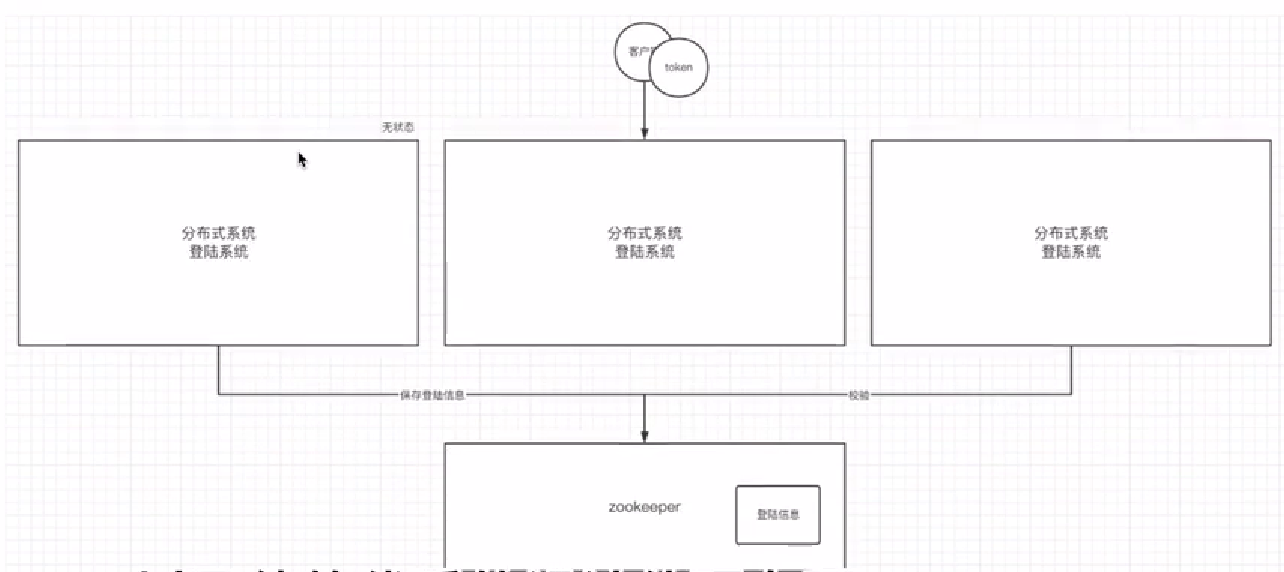 客户
token
无状态
分布式系统
登陆系统
分布式系统
登陆系统
分布式系统
登陆系统
保存登陆信息
校验
zookeeper
登陆信息